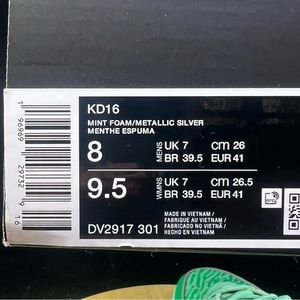 KD16
MINT FOAM/METALLIC SILVER
MENTHE ESPUMA
8 MENS UK 7 cm 26
BR 39.5 EUR 41
9.5 WMNS UK 7 cm 26.5
BR 39.5 EUR 41
DV2917 301
MADE IN VIETNAM/
FABRIQUE AU VIETNAM/
FABRICADO NO VIETNÃ/
HECHO EN VIETNAM